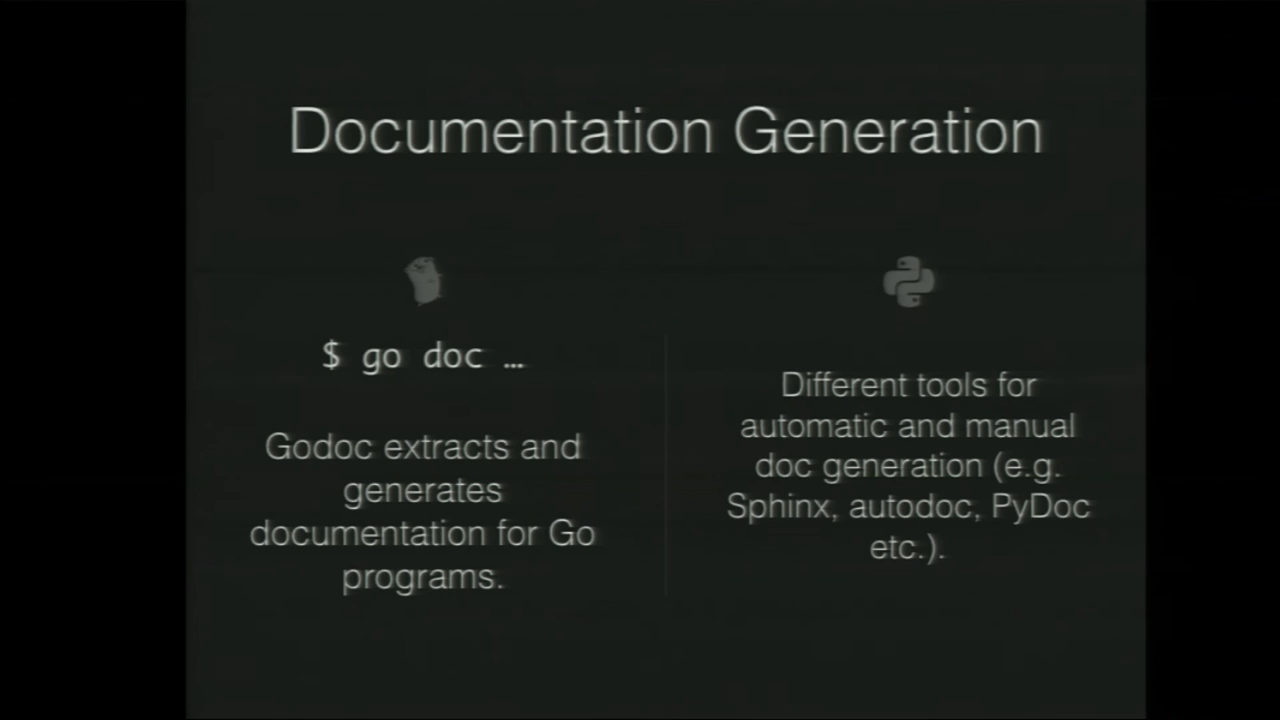 Documentation Generation
$ go doc …
Godoc extracts and
generates
documentation for Go
programs.
Different tools for
automatic and manual
doc generation (e.g.
Sphinx, autodoc, PyDoc
etc.).